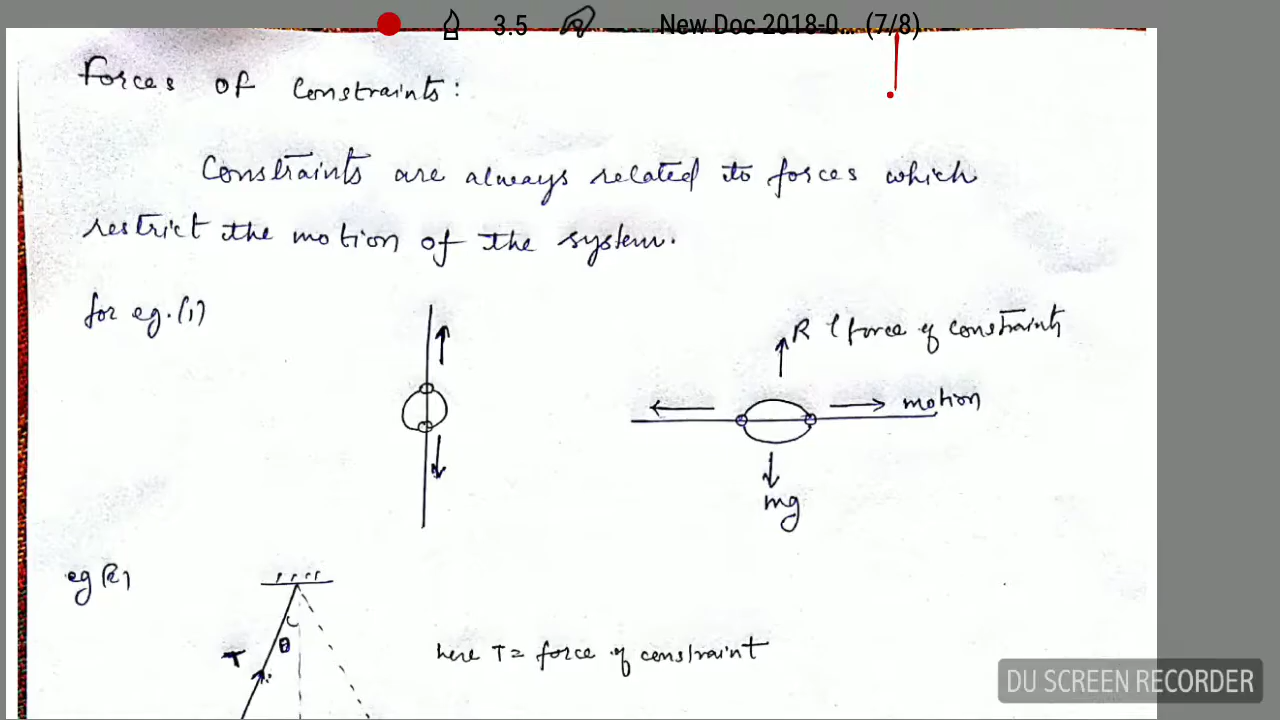 3.5 New Doc 2018-0... (7/8)
Forces of Constraints:
Constraints are always related to forces which
restrict the motion of the system.
for eg.(1)
R (force of constraints
motion
mg
eg (2)
θ
T
here T = force of constraint
DU SCREEN RECORDER